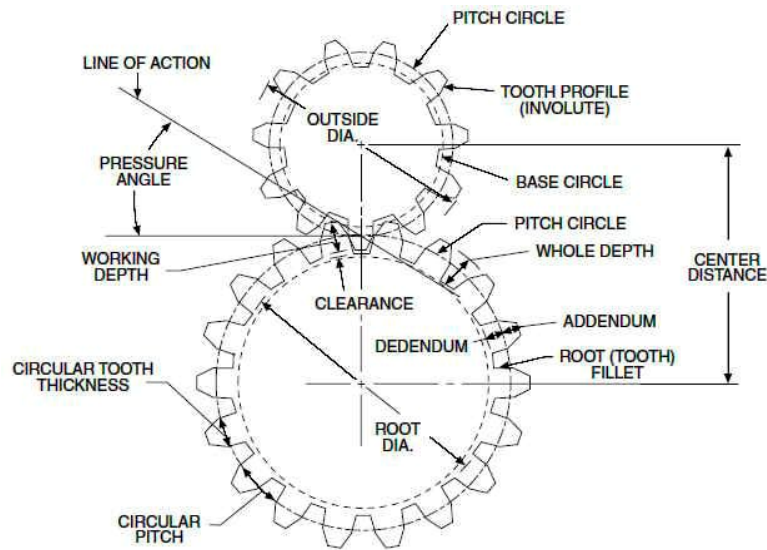 PITCH CIRCLE
LINE OF ACTION
TOOTH PROFILE
(INVOLUTE)
OUTSIDE
DIA.
PRESSURE
ANGLE
BASE CIRCLE
PITCH CIRCLE
WORKING
DEPTH
WHOLE DEPTH
CENTER
DISTANCE
CLEARANCE
ADDENDUM
DEDENDUM
ROOT (TOOTH)
FILLET
CIRCULAR TOOTH
THICKNESS
ROOT
DIA.
CIRCULAR
PITCH